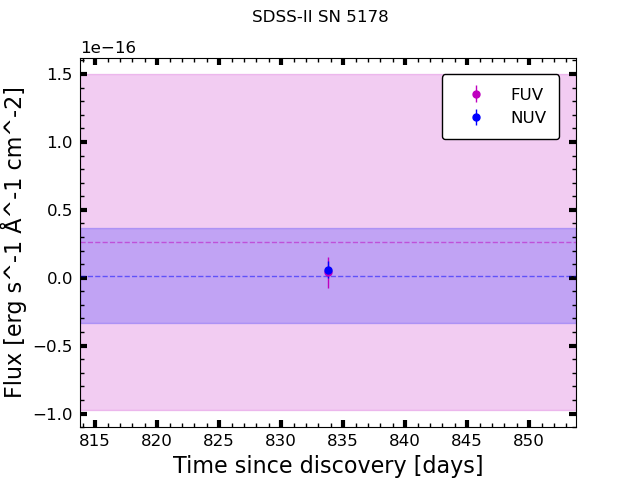 SDSS-II SN 5178
1e−16
1.5
1.0
0.5
0.0
−0.5
−1.0
Flux [erg s^-1 Å^-1 cm^-2]
FUV
NUV
815 820 825 830 835 840 845 850
Time since discovery [days]